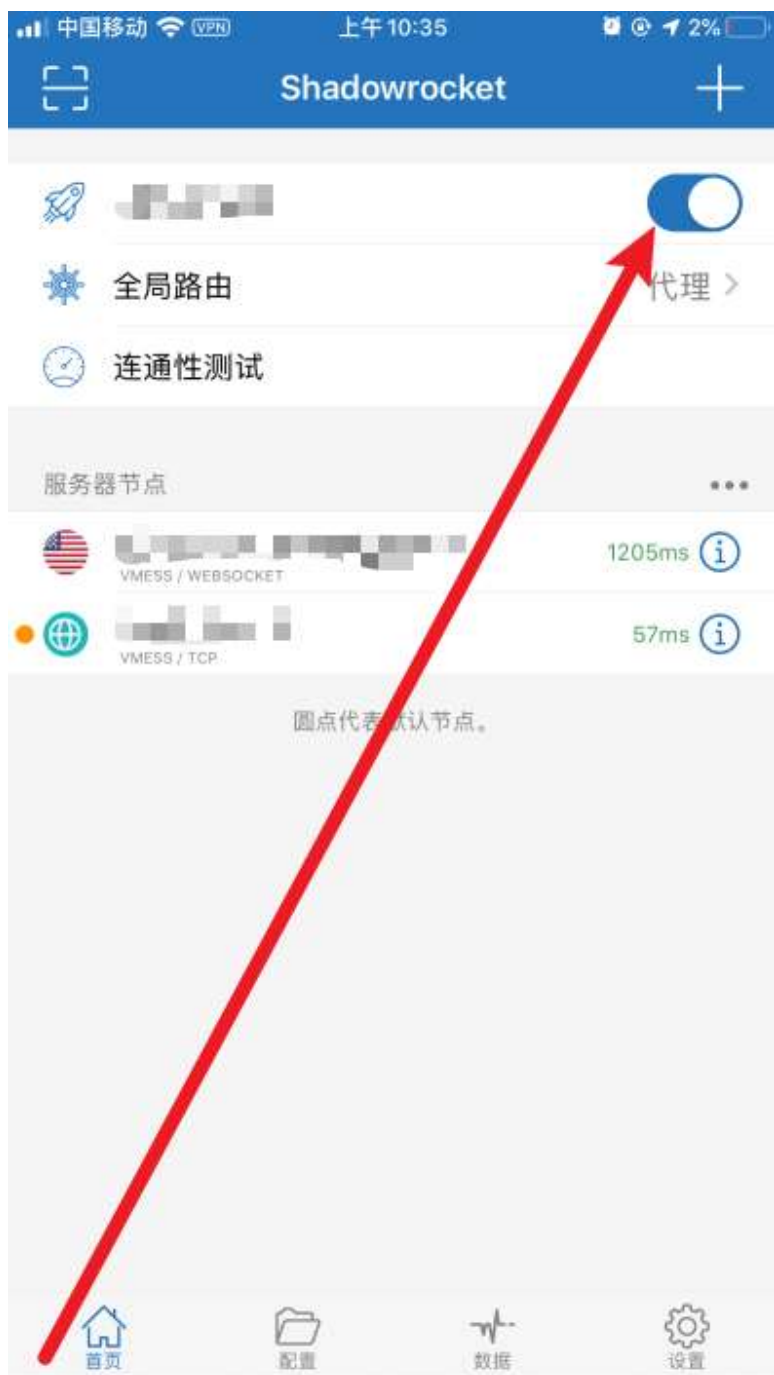 中国移动 VPN 上午10:35 2%
Shadowrocket
全局路由 代理
连通性测试
服务器节点
1205ms
VMESS / WEBSOCKET
57ms
VMESS / TCP
圆点代表 认节点。
首页 配置 数据 设置